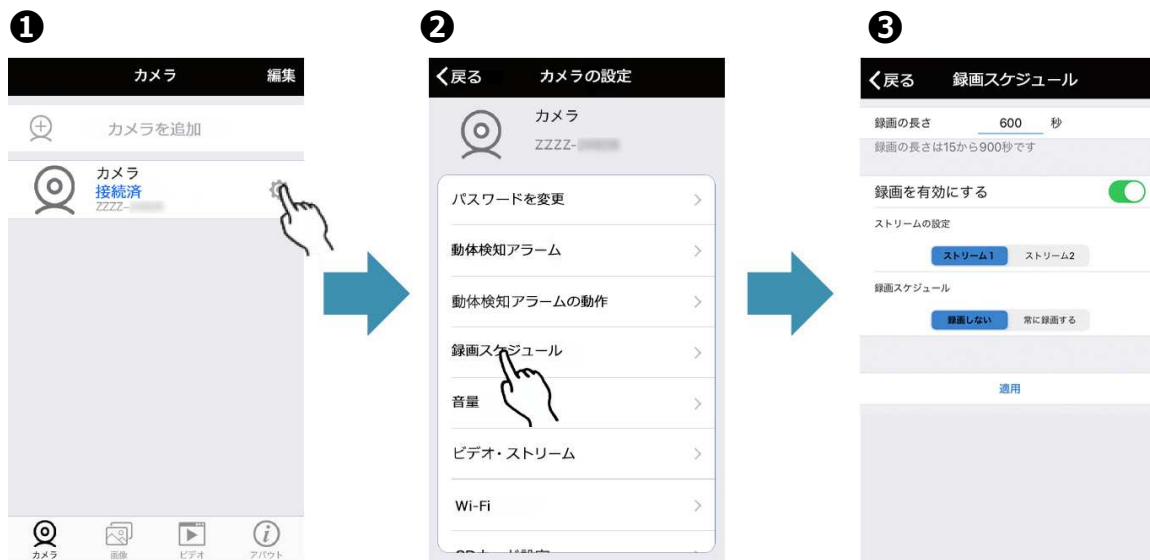 ❶
カメラ 編集
カメラを追加
カメラ
接続済
ZZZZ-
カメラ 画像 ビデオ アバウト
❷
戻る カメラの設定
カメラ
ZZZZ-
パスワードを変更
動体検知アラーム
動体検知アラームの動作
録画スケジュール
音量
ビデオ・ストリーム
Wi-Fi
❸
戻る 録画スケジュール
録画の長さ 600 秒
録画の長さは15から900秒です
録画を有効にする
ストリームの設定
ストリーム1 ストリーム2
録画スケジュール
録画しない 常に録画する
適用